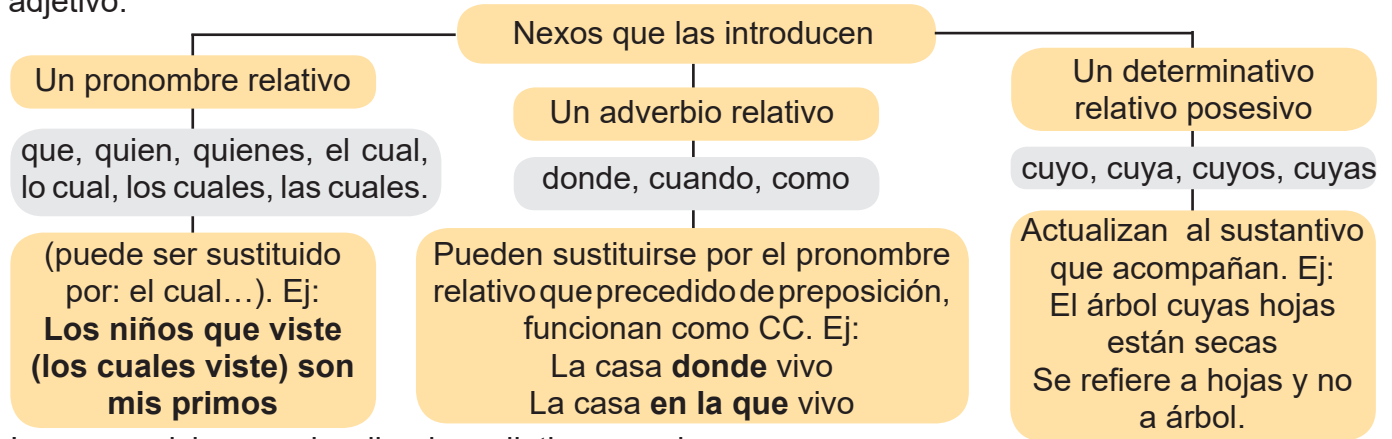 adjetivo.
Nexos que las introducen
Un pronombre relativo
que, quien, quienes, el cual,
lo cual, los cuales, las cuales.
(puede ser sustituido
por: el cual…). Ej:
Los niños que viste
(los cuales viste) son
mis primos
Un adverbio relativo
donde, cuando, como
Pueden sustituirse por el pronombre
relativo que precedido de preposición,
funcionan como CC. Ej:
La casa donde vivo
La casa en la que vivo
Un determinativo
relativo posesivo
cuyo, cuya, cuyos, cuyas
Actualizan al sustantivo
que acompañan. Ej:
El árbol cuyas hojas
están secas
Se refiere a hojas y no
a árbol.